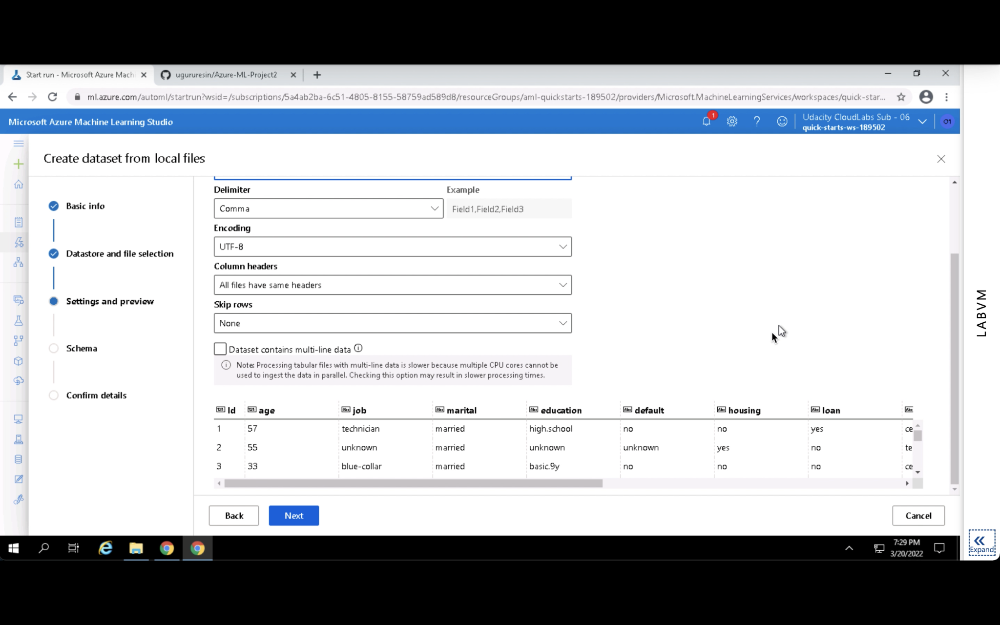 Start run - Microsoft Azure Machi
ugururesin/Azure-ML-Project2
ml.azure.com/automl/startrun?wsid=/subscriptions/5a4ab2ba-6c51-4805-8155-58759ad589d8/resourceGroups/aml-quickstarts-189502/providers/Microsoft.MachineLearningServices/workspaces/quick-star...
Microsoft Azure Machine Learning Studio
1
Udacity CloudLabs Sub - 06
quick-starts-ws-189502
O1
Create dataset from local files
Basic info
Datastore and file selection
Settings and preview
Schema
Confirm details
Delimiter Example
Comma Field1,Field2,Field3
Encoding
UTF-8
Column headers
All files have same headers
Skip rows
None
Dataset contains multi-line data
Note: Processing tabular files with multi-line data is slower because multiple CPU cores cannot be
used to ingest the data in parallel. Checking this option may result in slower processing times.
Id age job marital education default housing loan
1 57 technician married high.school no no yes ce
2 55 unknown married unknown unknown yes no te
3 33 blue-collar married basic.9y no no no ce
Back Next Cancel
7:29 PM
3/20/2022
LABVM
Expand